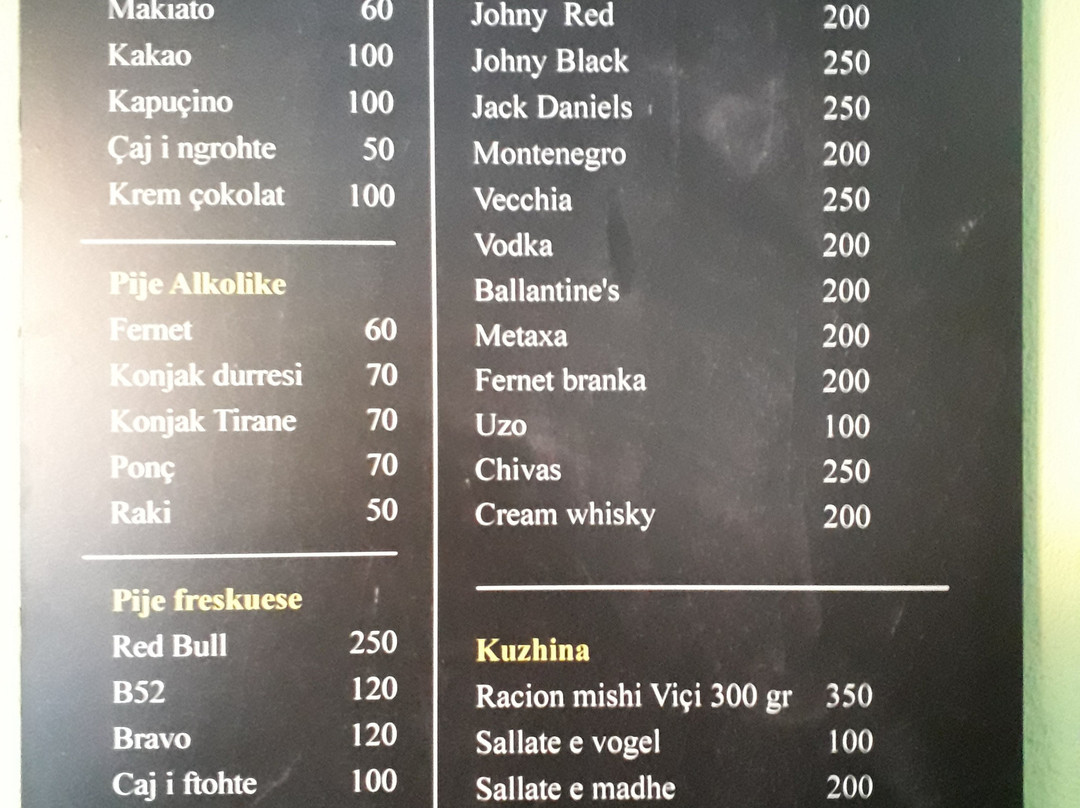 Makiato 60
Kakao 100
Kapuçino 100
Çaj i ngrohte 50
Krem çokolat 100
Pije Alkolike
Fernet 60
Konjak durresi 70
Konjak Tirane 70
Ponç 70
Raki 50
Pije freskuese
Red Bull 250
B52 120
Bravo 120
Caj i ftohte 100
Johny Red 200
Johny Black 250
Jack Daniels 250
Montenegro 200
Vecchia 250
Vodka 200
Ballantine's 200
Metaxa 200
Fernet branka 200
Uzo 100
Chivas 250
Cream whisky 200
Kuzhina
Racion mishi Viçi 300 gr 350
Sallate e vogel 100
Sallate e madhe 200